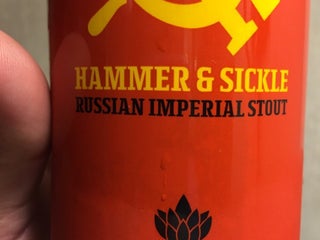 HAMMER & SICKLE
RUSSIAN IMPERIAL STOUT